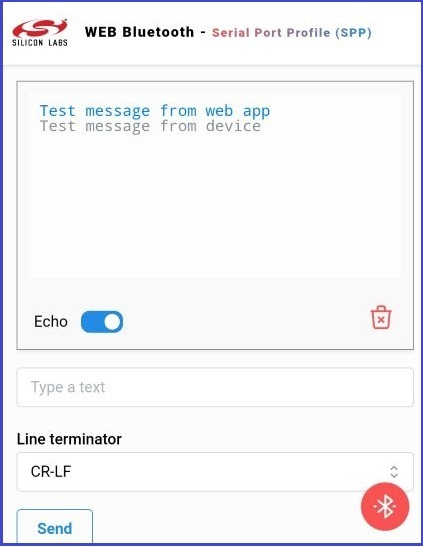 SILICON LABS
WEB Bluetooth - Serial Port Profile (SPP)
Test message from web app
Test message from device
Echo
Type a text
Line terminator
CR-LF
Send